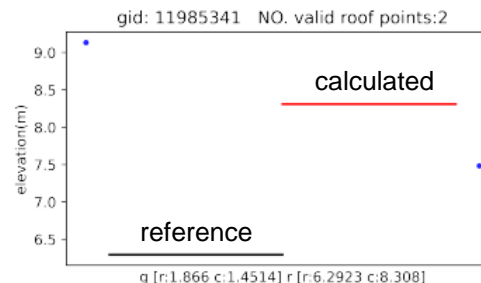 gid: 11985341 NO. valid roof points:2
9.0
8.5
8.0
7.5
7.0
6.5
elevation(m)
calculated
reference
g [r:1.866 c:1.4514] r [r:6.2923 c:8.308]